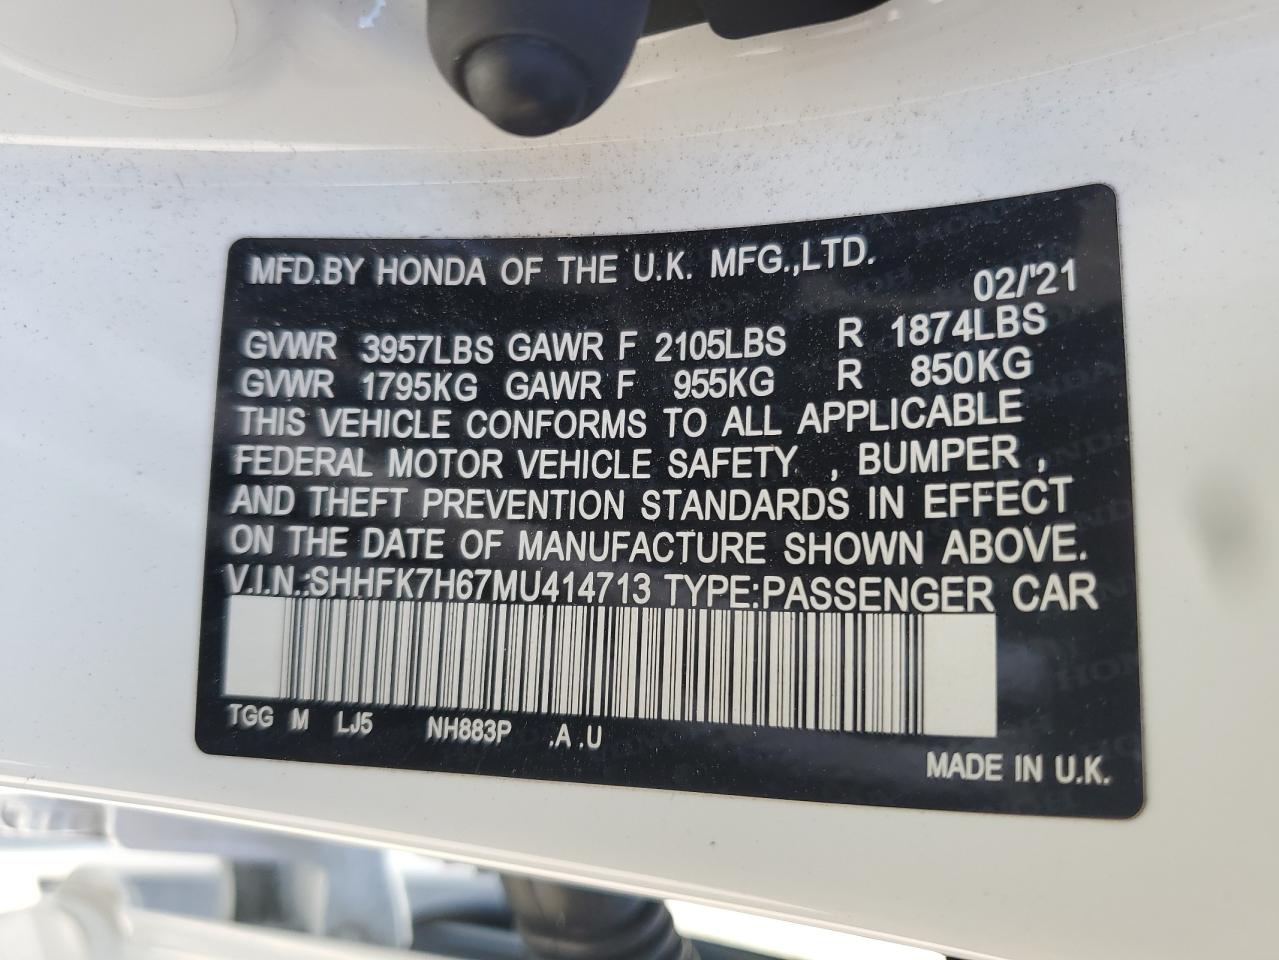 MFD.BY HONDA OF THE U.K. MFG.,LTD.
02/'21
GVWR 3957LBS GAWR F 2105LBS R 1874LBS
GVWR 1795KG GAWR F 955KG R 850KG
THIS VEHICLE CONFORMS TO ALL APPLICABLE
FEDERAL MOTOR VEHICLE SAFETY , BUMPER ,
AND THEFT PREVENTION STANDARDS IN EFFECT
ON THE DATE OF MANUFACTURE SHOWN ABOVE.
V.I.N.:SHHFK7H67MU414713 TYPE:PASSENGER CAR
TGG M LJ5 NH883P .A .U
MADE IN U.K.